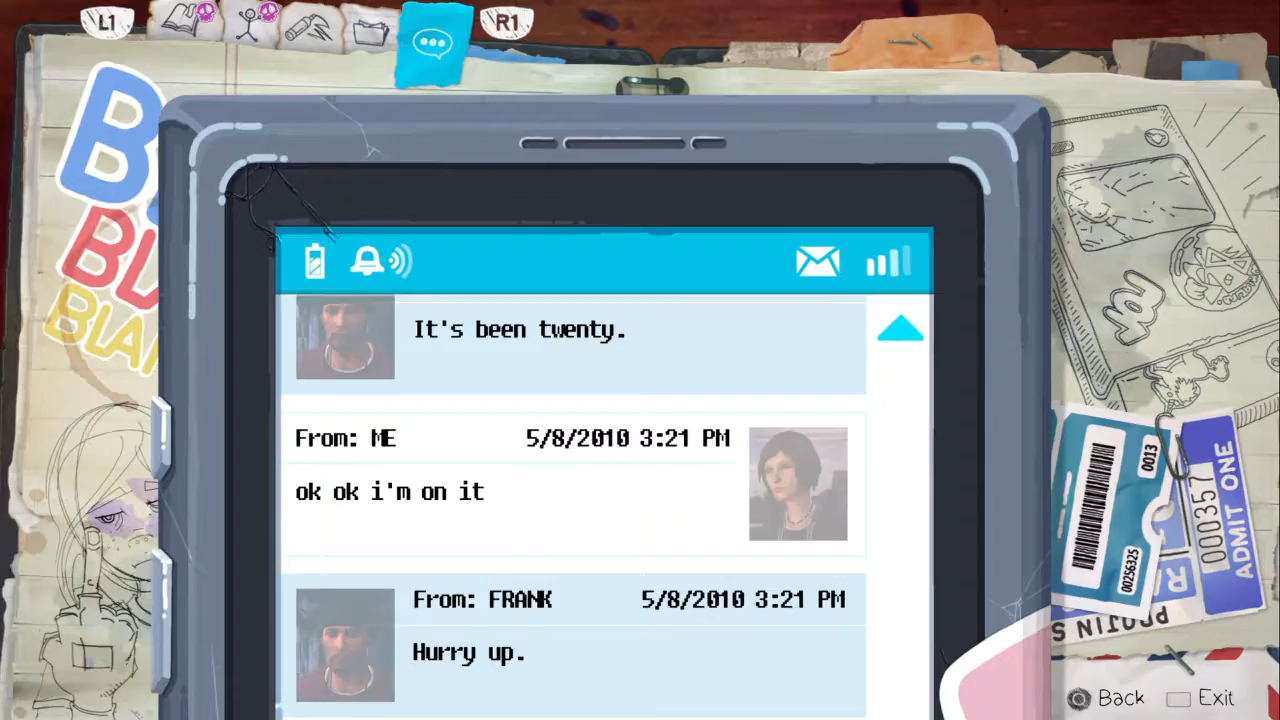 L1
R1
It's been twenty.
From: ME 5/8/2010 3:21 PM
ok ok i'm on it
From: FRANK 5/8/2010 3:21 PM
Hurry up.
0013
00256325
000357
ADMIT ONE
Back
Exit